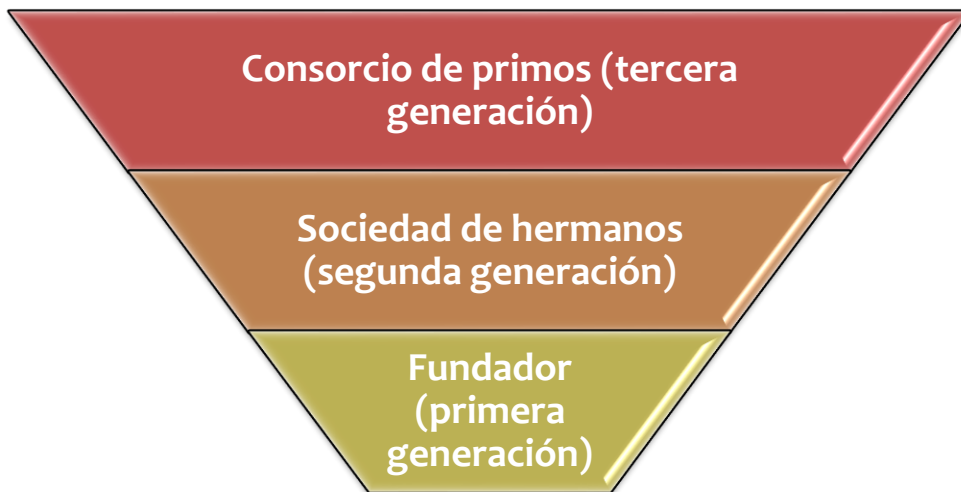 Consorcio de primos (tercera
generación)
Sociedad de hermanos
(segunda generación)
Fundador
(primera
generación)